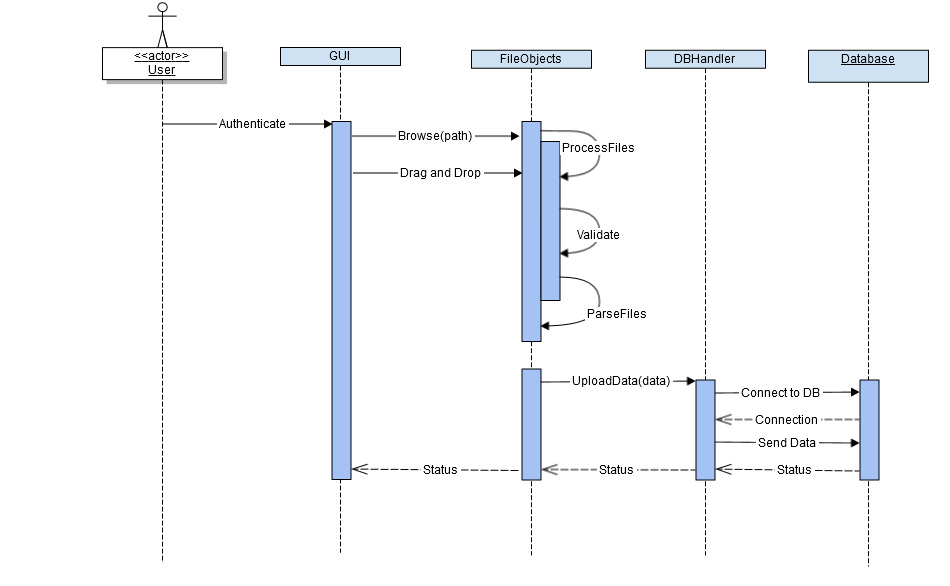 <<actor>>
User
GUI
FileObjects
DBHandler
Database
Authenticate
Browse(path)
ProcessFiles
Drag and Drop
Validate
ParseFiles
UploadData(data)
Connect to DB
Connection
Send Data
Status
Status
Status